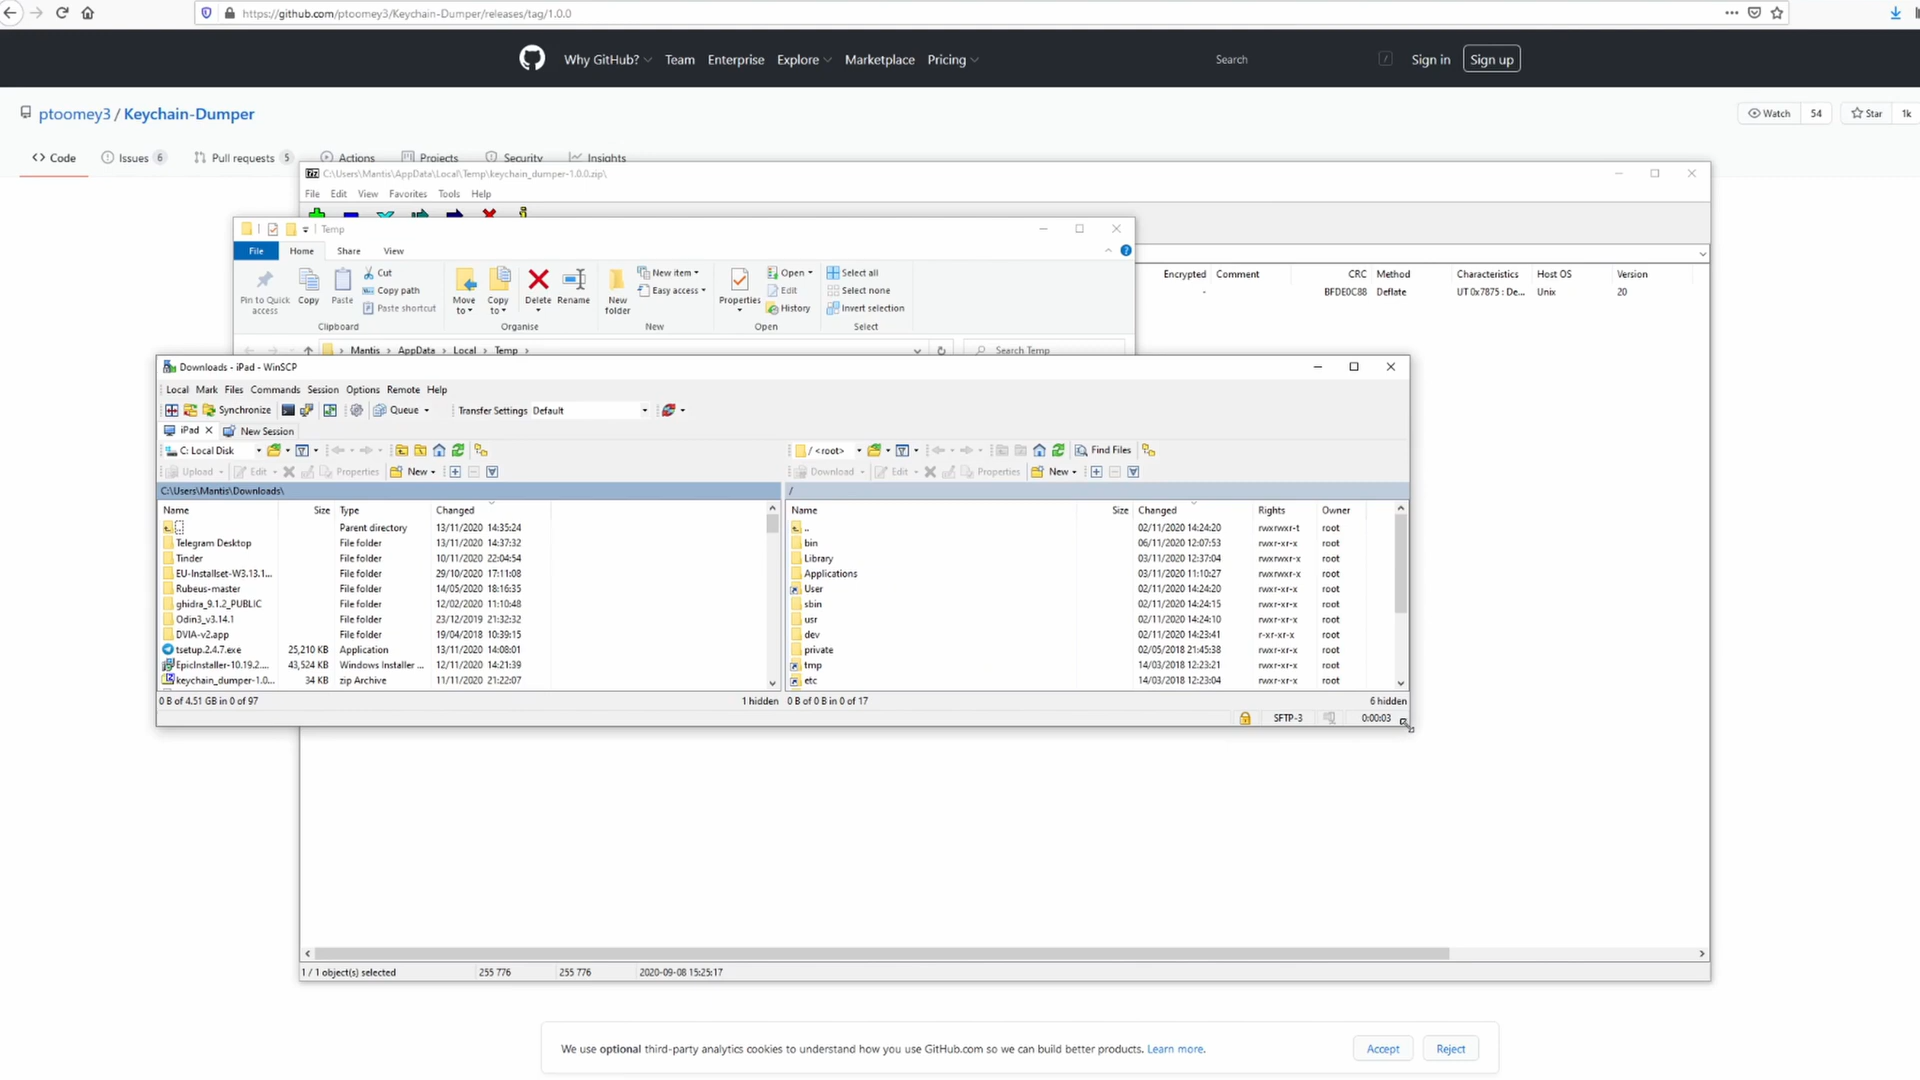 https://github.com/ptoomey3/Keychain-Dumper/releases/tag/1.0.0
Why GitHub? Team Enterprise Explore Marketplace Pricing Search / Sign in Sign up
ptoomey3 / Keychain-Dumper Watch 54 Star 1k
Code Issues 6 Pull requests 5 Actions Projects Security Insights
C:\Users\Mantis\AppData\Local\Temp\keychain_dumper-1.0.0.zip\
File Edit View Favorites Tools Help
Temp
File Home Share View
Encrypted Comment CRC Method Characteristics Host OS Version
- BFDE0C88 Deflate UT 0x7875 : De... Unix 20
Pin to Quick access
Copy
Paste
Cut
Copy path
Paste shortcut
Move to
Copy to
Delete
Rename
New folder
New item
Easy access
Properties
Open
Edit
History
Select all
Select none
Invert selection
Clipboard Organise New Open Select
Mantis > AppData > Local > Temp > Search Temp
Downloads - iPad - WinSCP
Local Mark Files Commands Session Options Remote Help
Synchronize Queue Transfer Settings Default
iPad New Session
C: Local Disk
Upload Edit Properties New
C:\Users\Mantis\Downloads\
Name Size Type Changed
.. Parent directory 13/11/2020 14:35:24
Telegram Desktop File folder 13/11/2020 14:37:32
Tinder File folder 10/11/2020 22:04:54
EU-Installset-W3.13.1... File folder 29/10/2020 17:11:08
Rubeus-master File folder 14/05/2020 18:16:35
ghidra_9.1.2_PUBLIC File folder 12/02/2020 11:10:48
Odin3_v3.14.1 File folder 23/12/2019 21:32:32
DVIA-v2.app File folder 19/04/2018 10:39:15
tsetup.2.4.7.exe 25,210 KB Application 13/11/2020 14:08:01
EpicInstaller-10.19.2.... 43,524 KB Windows Installer ... 12/11/2020 14:21:39
keychain_dumper-1.0... 34 KB zip Archive 11/11/2020 21:22:07
0 B of 4.51 GB in 0 of 97 1 hidden
/ <root> Find Files
Download Edit Properties New
/
Name Size Changed Rights Owner
.. 02/11/2020 14:24:20 rwxrwxr-t root
bin 06/11/2020 12:07:53 rwxr-xr-x root
Library 03/11/2020 12:37:04 rwxrwxr-x root
Applications 03/11/2020 11:10:27 rwxrwxr-x root
User 02/11/2020 14:24:20 rwxr-xr-x root
sbin 02/11/2020 14:24:15 rwxr-xr-x root
usr 02/11/2020 14:24:10 rwxr-xr-x root
dev 02/11/2020 14:23:41 r-xr-xr-x root
private 02/05/2018 21:45:38 rwxr-xr-x root
tmp 14/03/2018 12:23:21 rwxr-xr-x root
etc 14/03/2018 12:23:04 rwxr-xr-x root
0 B of 0 B in 0 of 17 6 hidden
SFTP-3 0:00:03
1 / 1 object(s) selected 255 776 255 776 2020-09-08 15:25:17
We use optional third-party analytics cookies to understand how you use GitHub.com so we can build better products. Learn more. Accept Reject